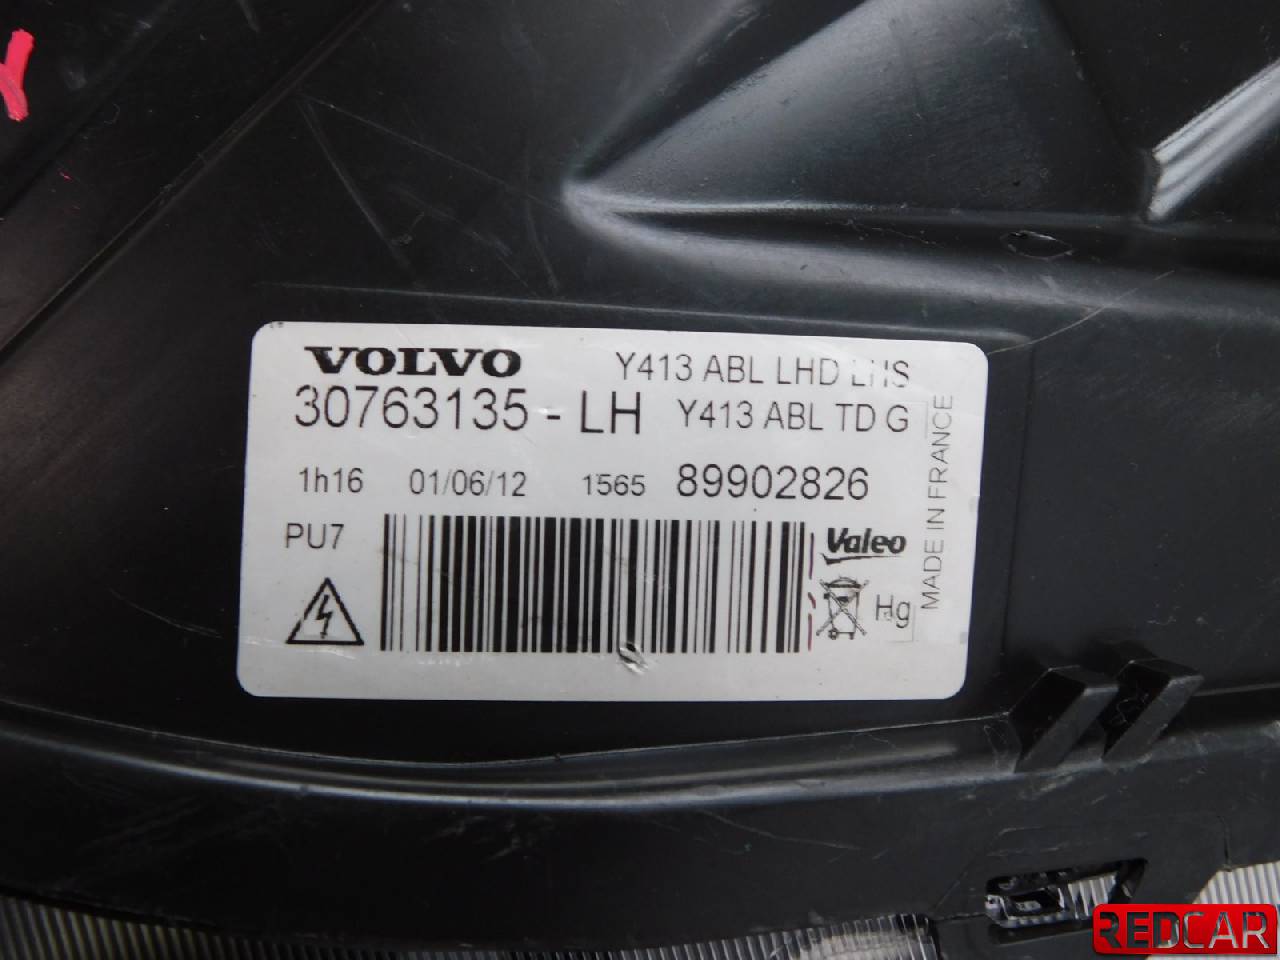 VOLVO Y413 ABL LHD LHS
30763135 - LH Y413 ABL TD G
1h16 01/06/12 1565 89902826
PU7
Valeo
Hg
MADE IN FRANCE
REDCAR